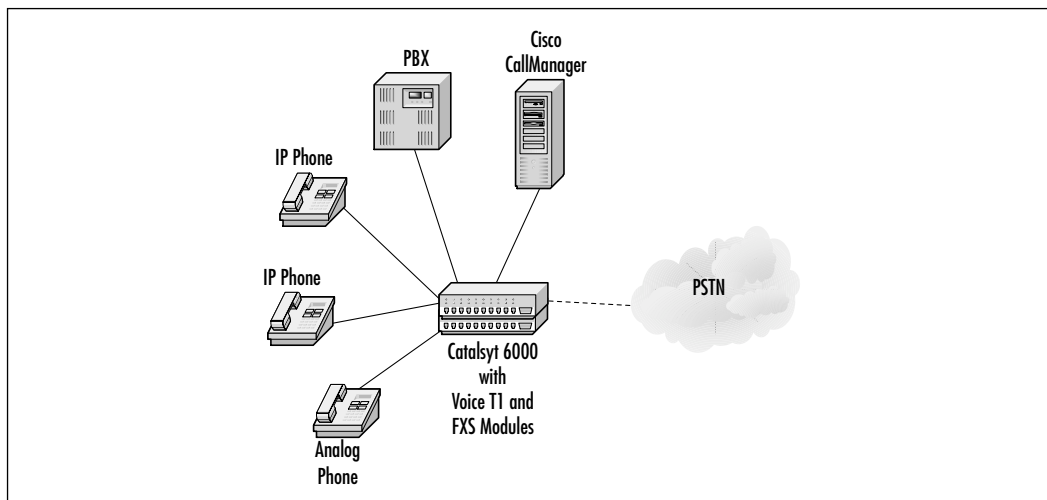 Cisco
CallManager
PBX
IP Phone
IP Phone
PSTN
Catalsyt 6000
with
Voice T1 and
FXS Modules
Analog
Phone